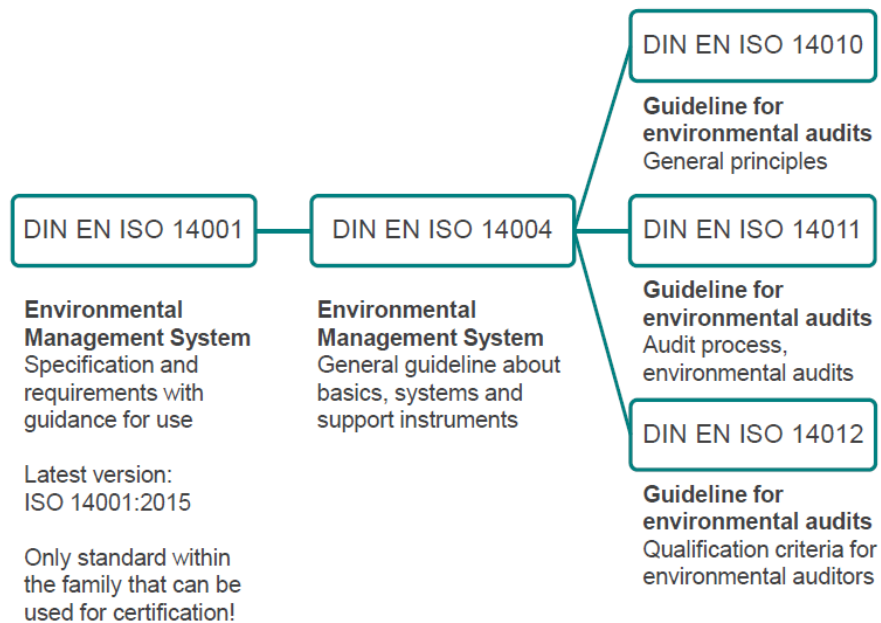 DIN EN ISO 14001
Environmental
Management System
Specification and
requirements with
guidance for use
Latest version:
ISO 14001:2015
Only standard within
the family that can be
used for certification!
DIN EN ISO 14004
Environmental
Management System
General guideline about
basics, systems and
support instruments
DIN EN ISO 14010
Guideline for
environmental audits
General principles
DIN EN ISO 14011
Guideline for
environmental audits
Audit process,
environmental audits
DIN EN ISO 14012
Guideline for
environmental audits
Qualification criteria for
environmental auditors